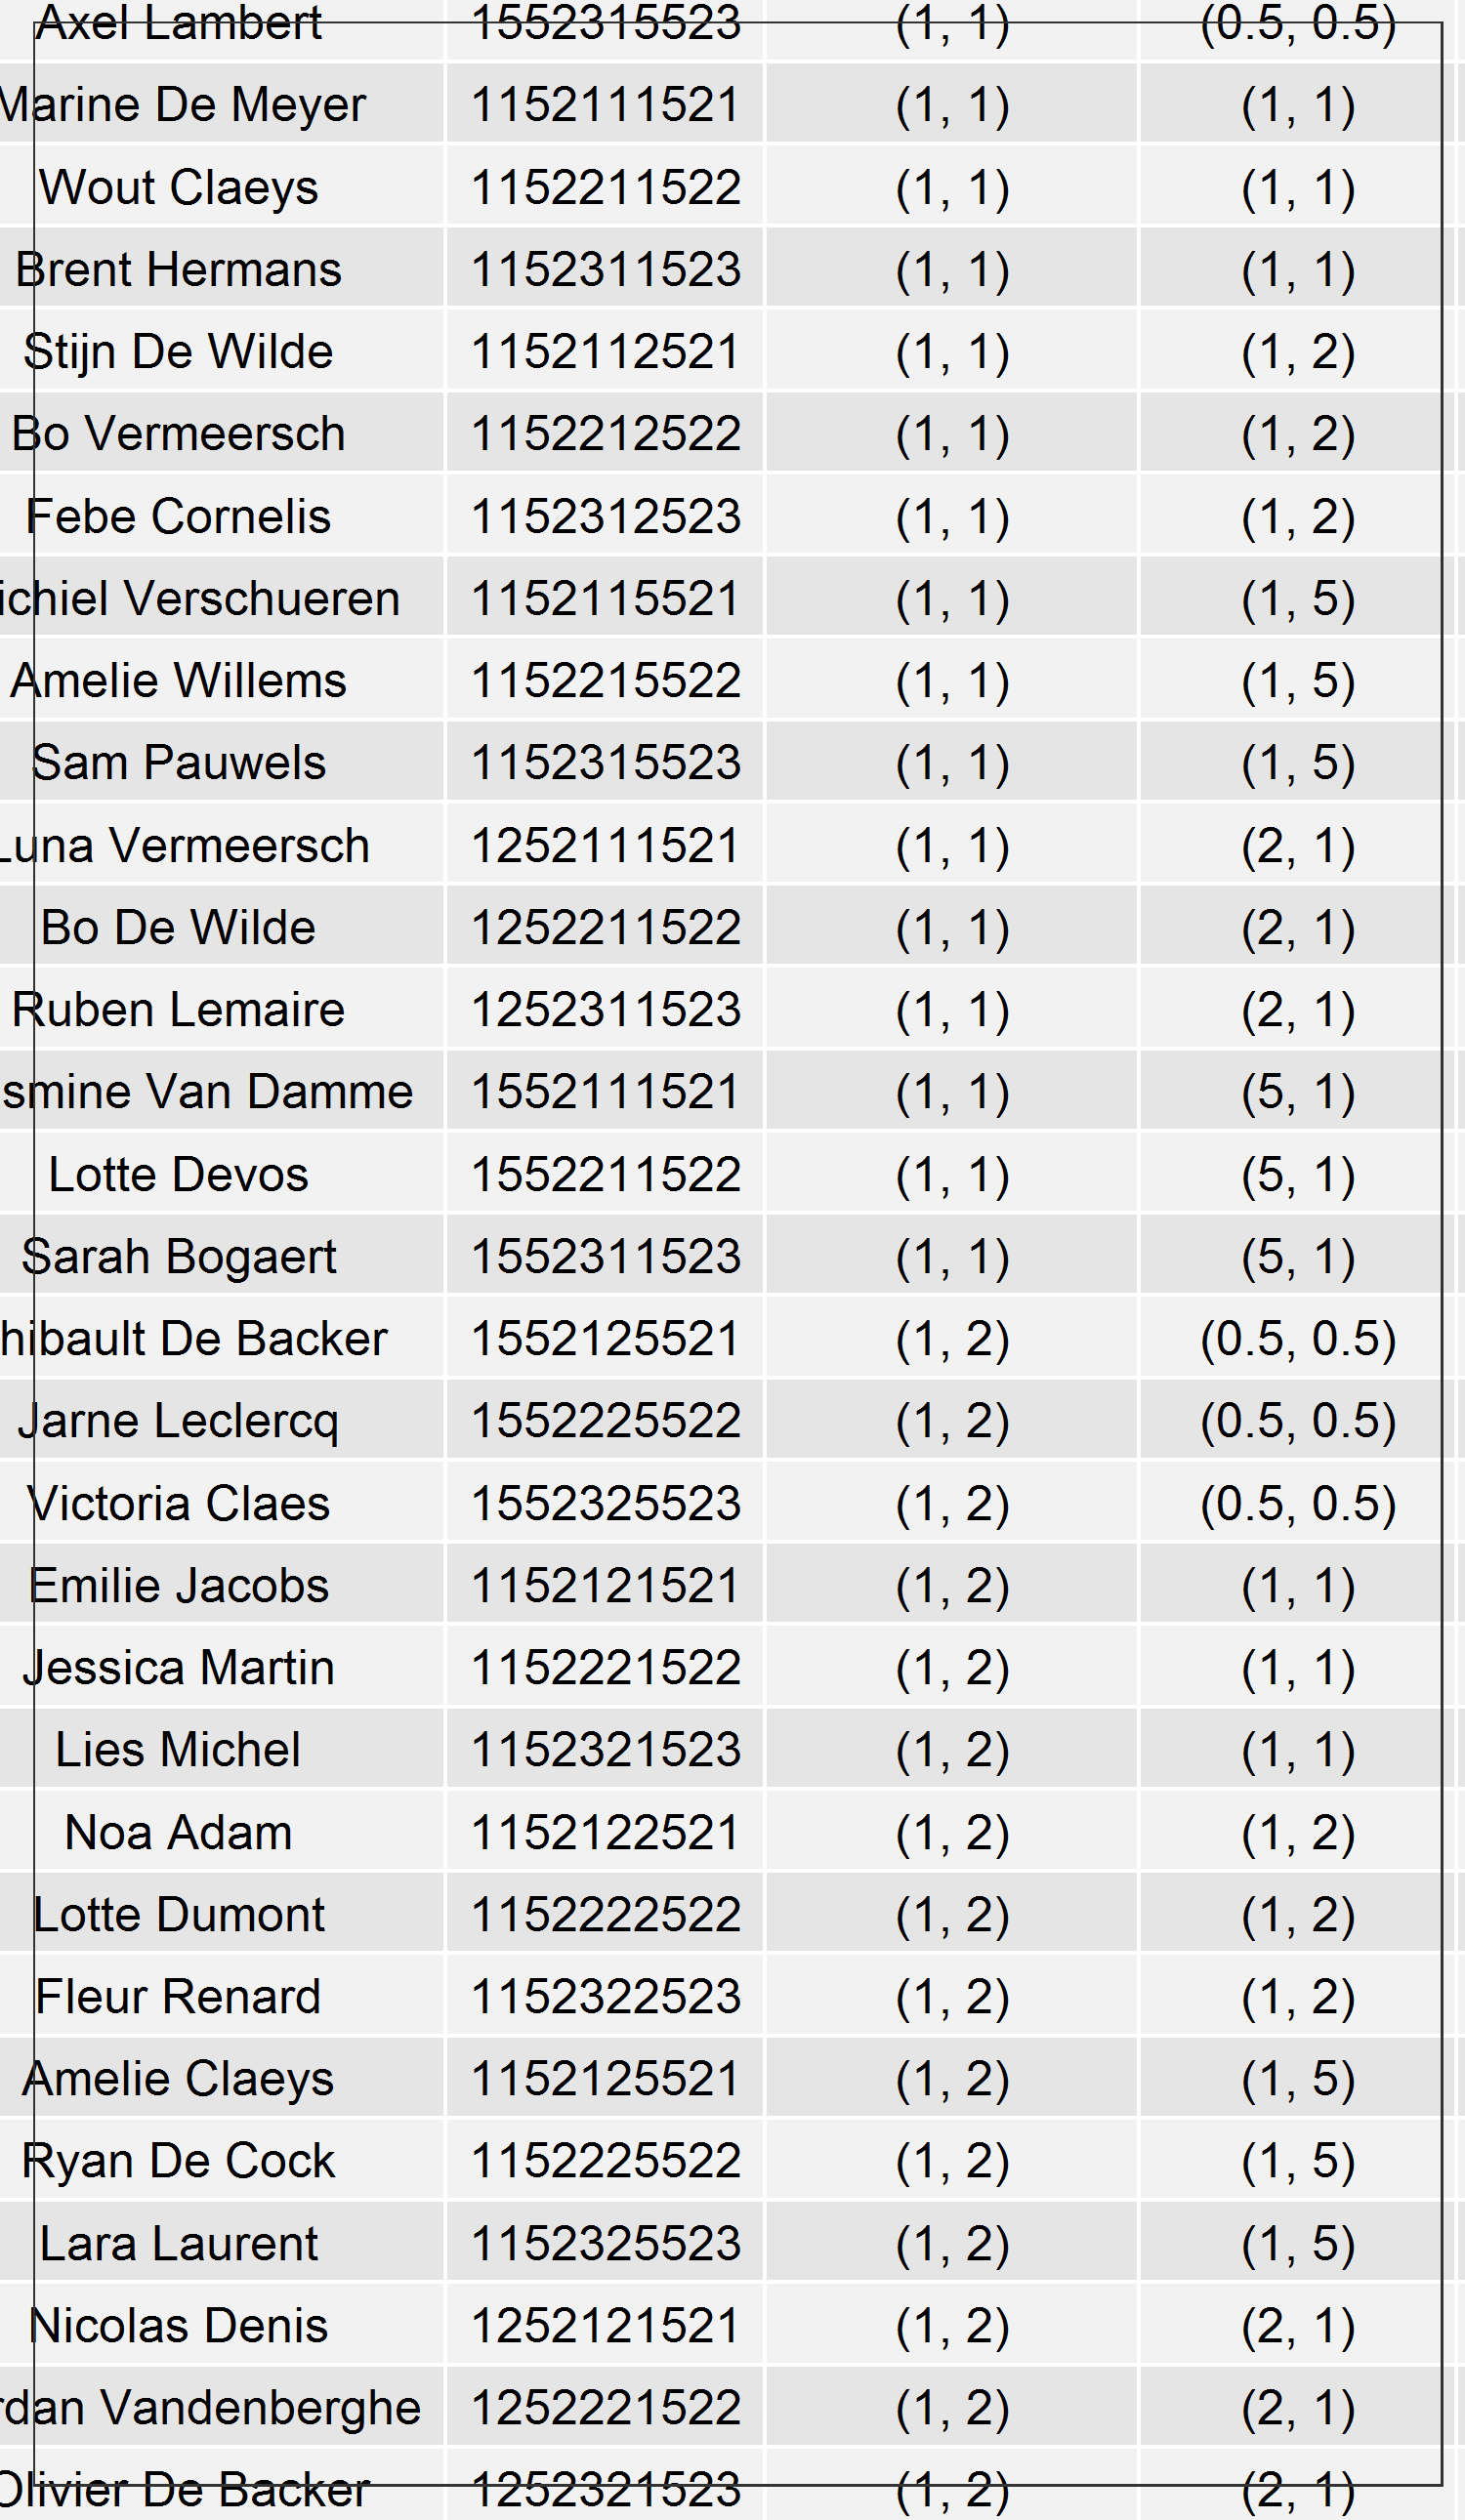 Axel Lambert 1552315523 (1, 1) (0.5, 0.5)
Marine De Meyer 1152111521 (1, 1) (1, 1)
Wout Claeys 1152211522 (1, 1) (1, 1)
Brent Hermans 1152311523 (1, 1) (1, 1)
Stijn De Wilde 1152112521 (1, 1) (1, 2)
Bo Vermeersch 1152212522 (1, 1) (1, 2)
Febe Cornelis 1152312523 (1, 1) (1, 2)
ichiel Verschueren 1152115521 (1, 1) (1, 5)
Amelie Willems 1152215522 (1, 1) (1, 5)
Sam Pauwels 1152315523 (1, 1) (1, 5)
Luna Vermeersch 1252111521 (1, 1) (2, 1)
Bo De Wilde 1252211522 (1, 1) (2, 1)
Ruben Lemaire 1252311523 (1, 1) (2, 1)
smine Van Damme 1552111521 (1, 1) (5, 1)
Lotte Devos 1552211522 (1, 1) (5, 1)
Sarah Bogaert 1552311523 (1, 1) (5, 1)
hibault De Backer 1552125521 (1, 2) (0.5, 0.5)
Jarne Leclercq 1552225522 (1, 2) (0.5, 0.5)
Victoria Claes 1552325523 (1, 2) (0.5, 0.5)
Emilie Jacobs 1152121521 (1, 2) (1, 1)
Jessica Martin 1152221522 (1, 2) (1, 1)
Lies Michel 1152321523 (1, 2) (1, 1)
Noa Adam 1152122521 (1, 2) (1, 2)
Lotte Dumont 1152222522 (1, 2) (1, 2)
Fleur Renard 1152322523 (1, 2) (1, 2)
Amelie Claeys 1152125521 (1, 2) (1, 5)
Ryan De Cock 1152225522 (1, 2) (1, 5)
Lara Laurent 1152325523 (1, 2) (1, 5)
Nicolas Denis 1252121521 (1, 2) (2, 1)
rdan Vandenberghe 1252221522 (1, 2) (2, 1)
Olivier De Backer 1252321523 (1, 2) (2, 1)